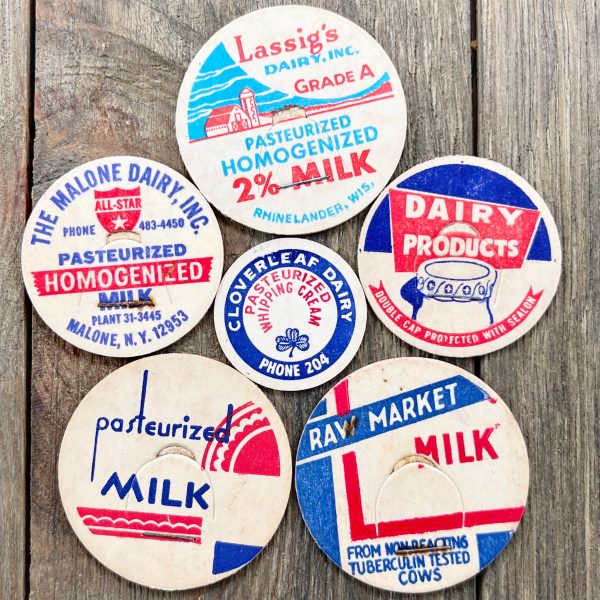 Lassig's
DAIRY, INC.
GRADE A
PASTEURIZED
HOMOGENIZED
2% MILK
RHINELANDER, WIS.
THE MALONE DAIRY, INC.
ALL-STAR
PHONE 483-4450
PASTEURIZED
HOMOGENIZED
MILK
PLANT 31-3445
MALONE, N.Y. 12953
DAIRY
PRODUCTS
DOUBLE CAP PROTECTED WITH SEALON
CLOVERLEAF DAIRY
PASTEURIZED
WHIPPING CREAM
PHONE 204
pasteurized
MILK
RAW MARKET
MILK
FROM NON-REACTING
TUBERCULIN TESTED
COWS